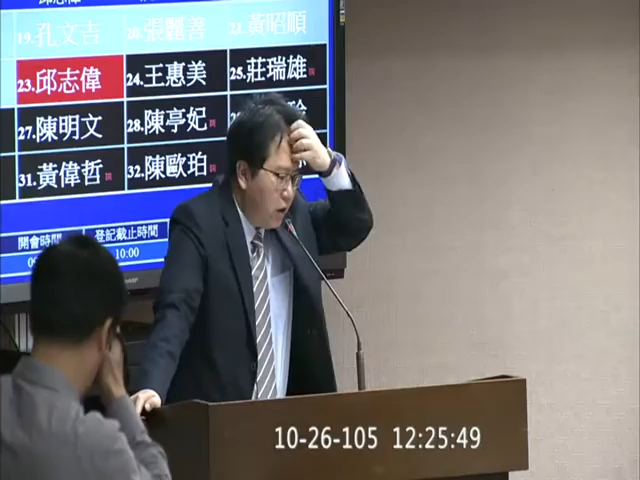 19.孔文吉 20.張麗善 21.黃昭順
23.邱志偉 24.王惠美 25.莊瑞雄
27.陳明文 28.陳亭妃
31.黃偉哲 32.陳歐珀
開會時間 登記截止時間
10:00
SHARP
10-26-105 12:25:49